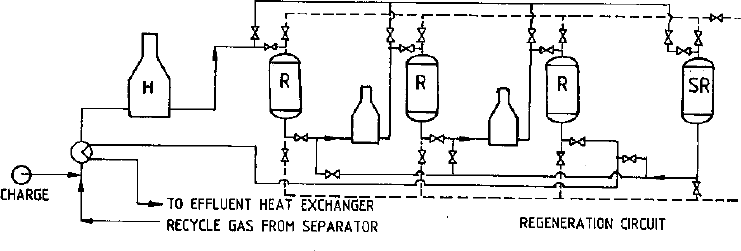 H
R
R
R
SR
CHARGE
TO EFFLUENT HEAT EXCHANGER
RECYCLE GAS FROM SEPARATOR
REGENERATION CIRCUIT